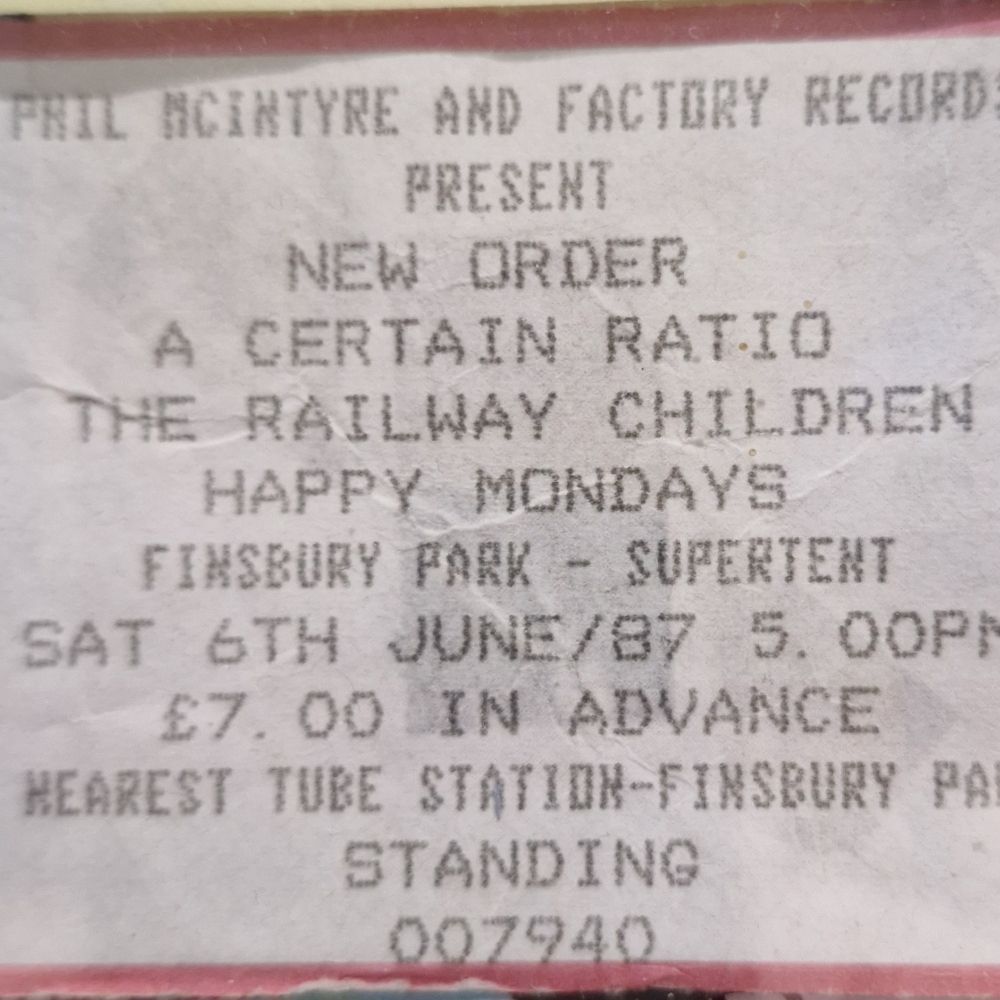 PHIL MCINTYRE AND FACTORY RECORDS
PRESENT
NEW ORDER
A CERTAIN RATIO
THE RAILWAY CHILDREN
HAPPY MONDAYS
FINSBURY PARK - SUPERTENT
SAT 6TH JUNE/87 5.00PM
£7.00 IN ADVANCE
NEAREST TUBE STATION-FINSBURY PA
STANDING
007940